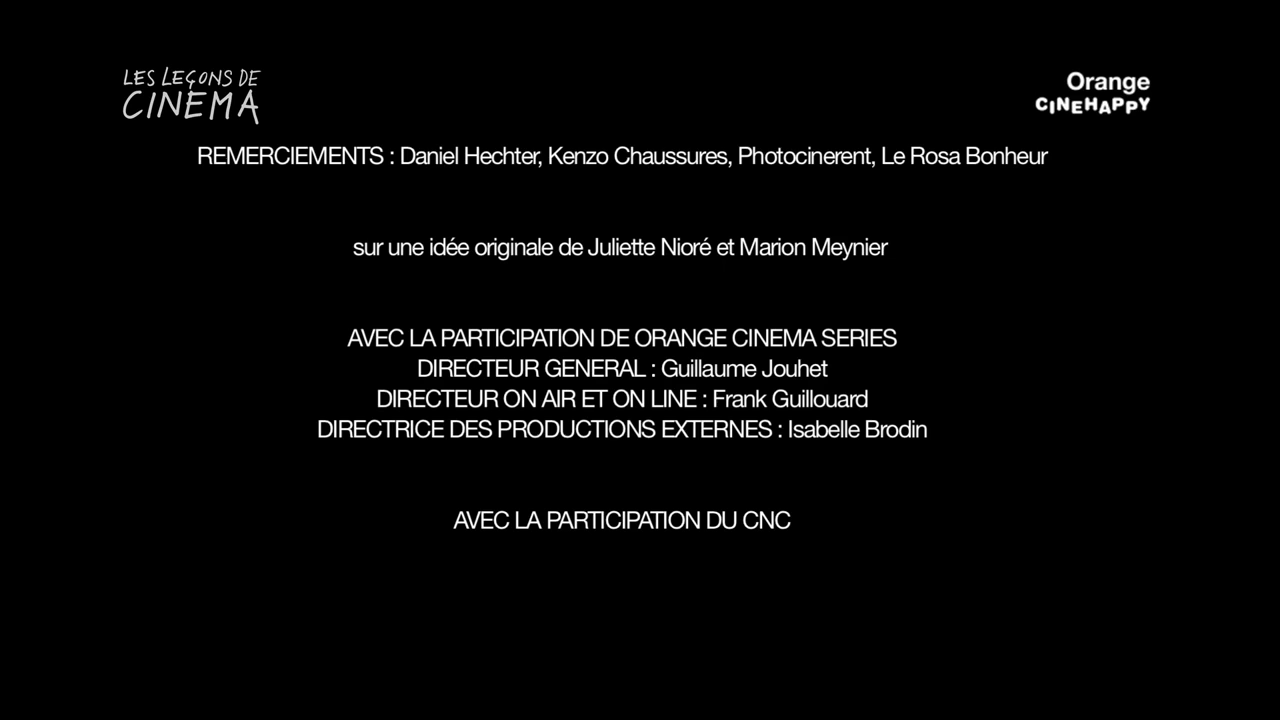 LES LEÇONS DE
CINEMA
Orange
CINEHAPPY
REMERCIEMENTS : Daniel Hechter, Kenzo Chaussures, Photocinerent, Le Rosa Bonheur
sur une idée originale de Juliette Nioré et Marion Meynier
AVEC LA PARTICIPATION DE ORANGE CINEMA SERIES
DIRECTEUR GENERAL : Guillaume Jouhet
DIRECTEUR ON AIR ET ON LINE : Frank Guillouard
DIRECTRICE DES PRODUCTIONS EXTERNES : Isabelle Brodin
AVEC LA PARTICIPATION DU CNC